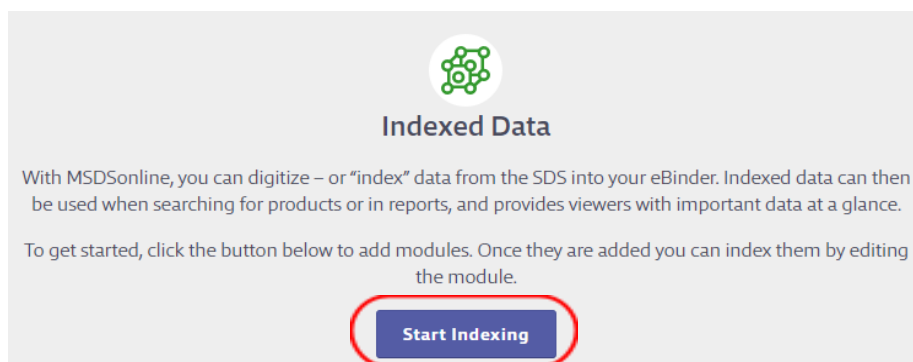 Indexed Data
With MSDSonline, you can digitize – or “index” data from the SDS into your eBinder. Indexed data can then
be used when searching for products or in reports, and provides viewers with important data at a glance.
To get started, click the button below to add modules. Once they are added you can index them by editing
the module.
Start Indexing